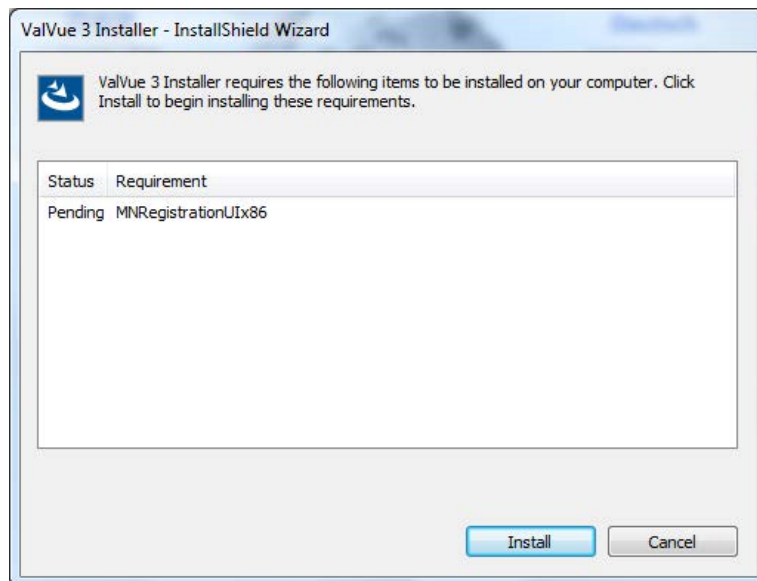 ValVue 3 Installer - InstallShield Wizard
ValVue 3 Installer requires the following items to be installed on your computer. Click
Install to begin installing these requirements.
Status Requirement
Pending MNRegistrationUIx86
Install Cancel